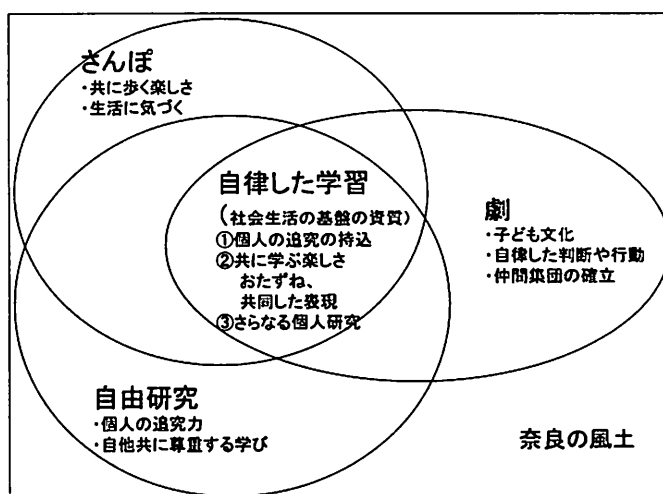 さんぽ
・共に歩く楽しさ
・生活に気づく
自律した学習
(社会生活の基盤の資質)
①個人の追究の持込
②共に学ぶ楽しさ
おたずね、
共同した表現
③さらなる個人研究
劇
・子ども文化
・自律した判断や行動
・仲間集団の確立
自由研究
・個人の追究力
・自他共に尊重する学び
奈良の風土